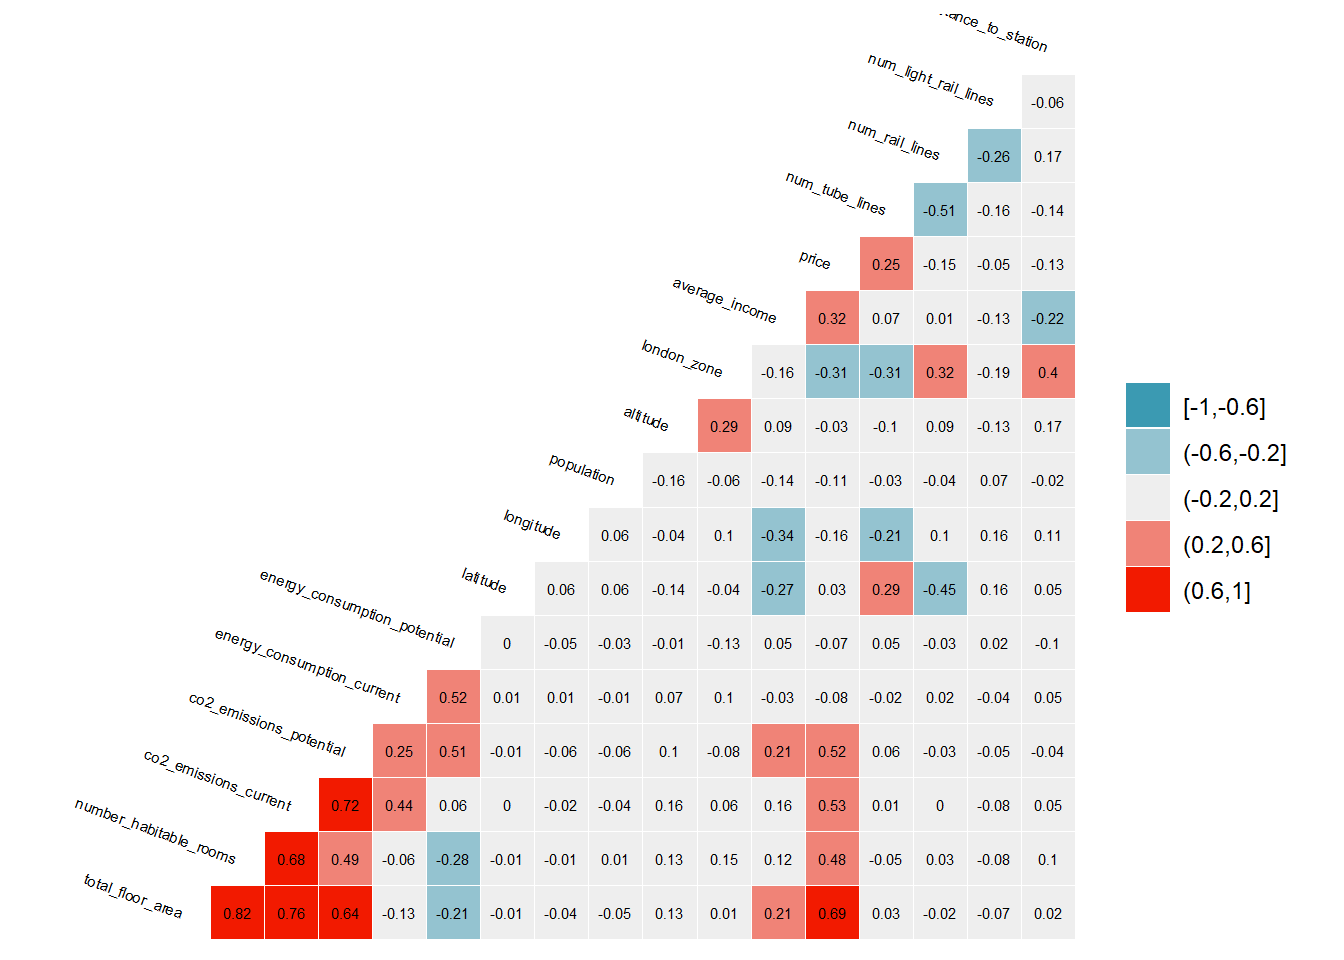 _to_station
num_light_rail_lines
-0.06
num_rail_lines
-0.26 0.17
num_tube_lines
-0.51 -0.16 -0.14
price
0.25 -0.15 -0.05 -0.13
average_income
0.32 0.07 0.01 -0.13 -0.22
london_zone
-0.16 -0.31 -0.31 0.32 -0.19 0.4
altitude
0.29 0.09 -0.03 -0.1 0.09 -0.13 0.17
population
-0.16 -0.06 -0.14 -0.11 -0.03 -0.04 0.07 -0.02
longitude
0.06 -0.04 0.1 -0.34 -0.16 -0.21 0.1 0.16 0.11
latitude
0.06 0.06 -0.14 -0.04 -0.27 0.03 0.29 -0.45 0.16 0.05
energy_consumption_potential
0 -0.05 -0.03 -0.01 -0.13 0.05 -0.07 0.05 -0.03 0.02 -0.1
energy_consumption_current
0.52 0.01 0.01 -0.01 0.07 0.1 -0.03 -0.08 -0.02 0.02 -0.04 0.05
co2_emissions_potential
0.25 0.51 -0.01 -0.06 -0.06 0.1 -0.08 0.21 0.52 0.06 -0.03 -0.05 -0.04
co2_emissions_current
0.72 0.44 0.06 0 -0.02 -0.04 0.16 0.06 0.16 0.53 0.01 0 -0.08 0.05
number_habitable_rooms
0.68 0.49 -0.06 -0.28 -0.01 -0.01 0.01 0.13 0.15 0.12 0.48 -0.05 0.03 -0.08 0.1
total_floor_area
0.82 0.76 0.64 -0.13 -0.21 -0.01 -0.04 -0.05 0.13 0.01 0.21 0.69 0.03 -0.02 -0.07 0.02
[-1,-0.6]
(-0.6,-0.2]
(-0.2,0.2]
(0.2,0.6]
(0.6,1]